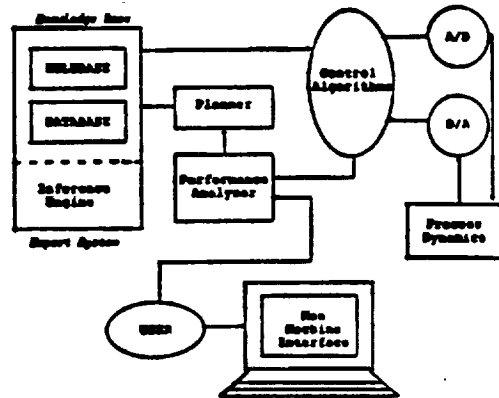 Knowledge Base
RULEBASE
DATABASE
Inference
Engine
Expert System
Planner
Performance
Analyzer
Control
Algorithms
A/D
D/A
Process
Dynamics
USER
Man
Machine
Interface